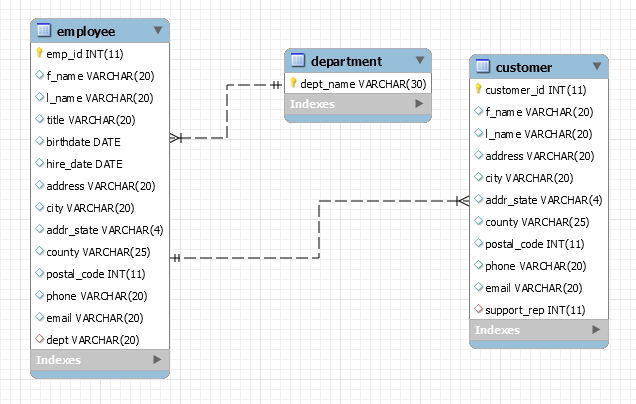 employee
emp_id INT(11)
f_name VARCHAR(20)
l_name VARCHAR(20)
title VARCHAR(20)
birthdate DATE
hire_date DATE
address VARCHAR(20)
city VARCHAR(20)
addr_state VARCHAR(4)
county VARCHAR(25)
postal_code INT(11)
phone VARCHAR(20)
email VARCHAR(20)
dept VARCHAR(20)
Indexes
department
dept_name VARCHAR(30)
Indexes
customer
customer_id INT(11)
f_name VARCHAR(20)
l_name VARCHAR(20)
address VARCHAR(20)
city VARCHAR(20)
addr_state VARCHAR(4)
county VARCHAR(25)
postal_code INT(11)
phone VARCHAR(20)
email VARCHAR(20)
support_rep INT(11)
Indexes